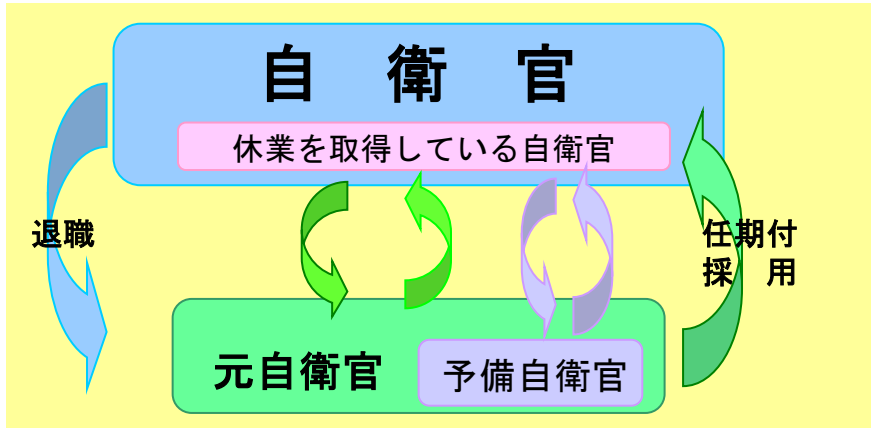 自 衛 官
休業を取得している自衛官
退職
任期付
採 用
元自衛官
予備自衛官